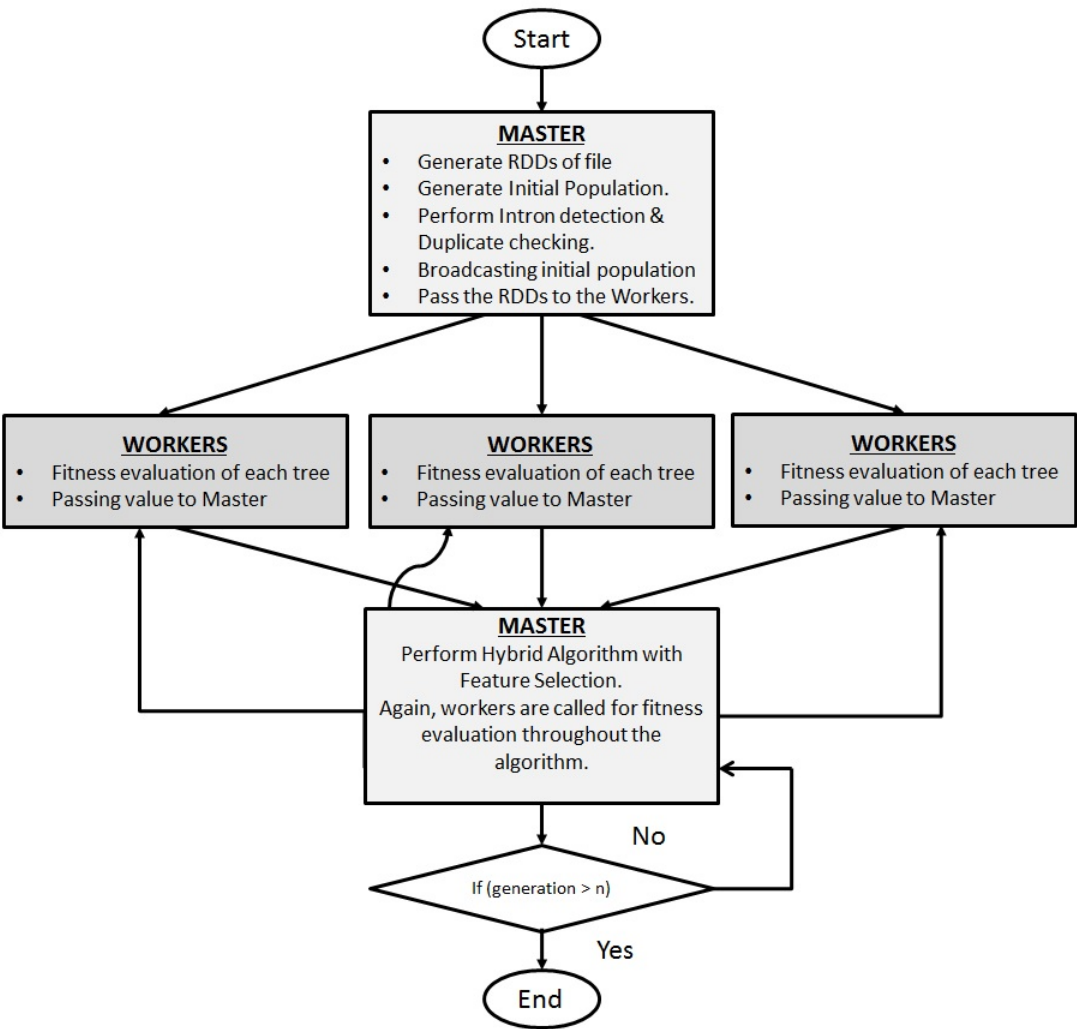 Start
MASTER
• Generate RDDs of file
• Generate Initial Population.
• Perform Intron detection &
Duplicate checking.
• Broadcasting initial population
• Pass the RDDs to the Workers.
WORKERS
• Fitness evaluation of each tree
• Passing value to Master
WORKERS
• Fitness evaluation of each tree
• Passing value to Master
WORKERS
• Fitness evaluation of each tree
• Passing value to Master
MASTER
Perform Hybrid Algorithm with
Feature Selection.
Again, workers are called for fitness
evaluation throughout the
algorithm.
No
If (generation > n)
Yes
End